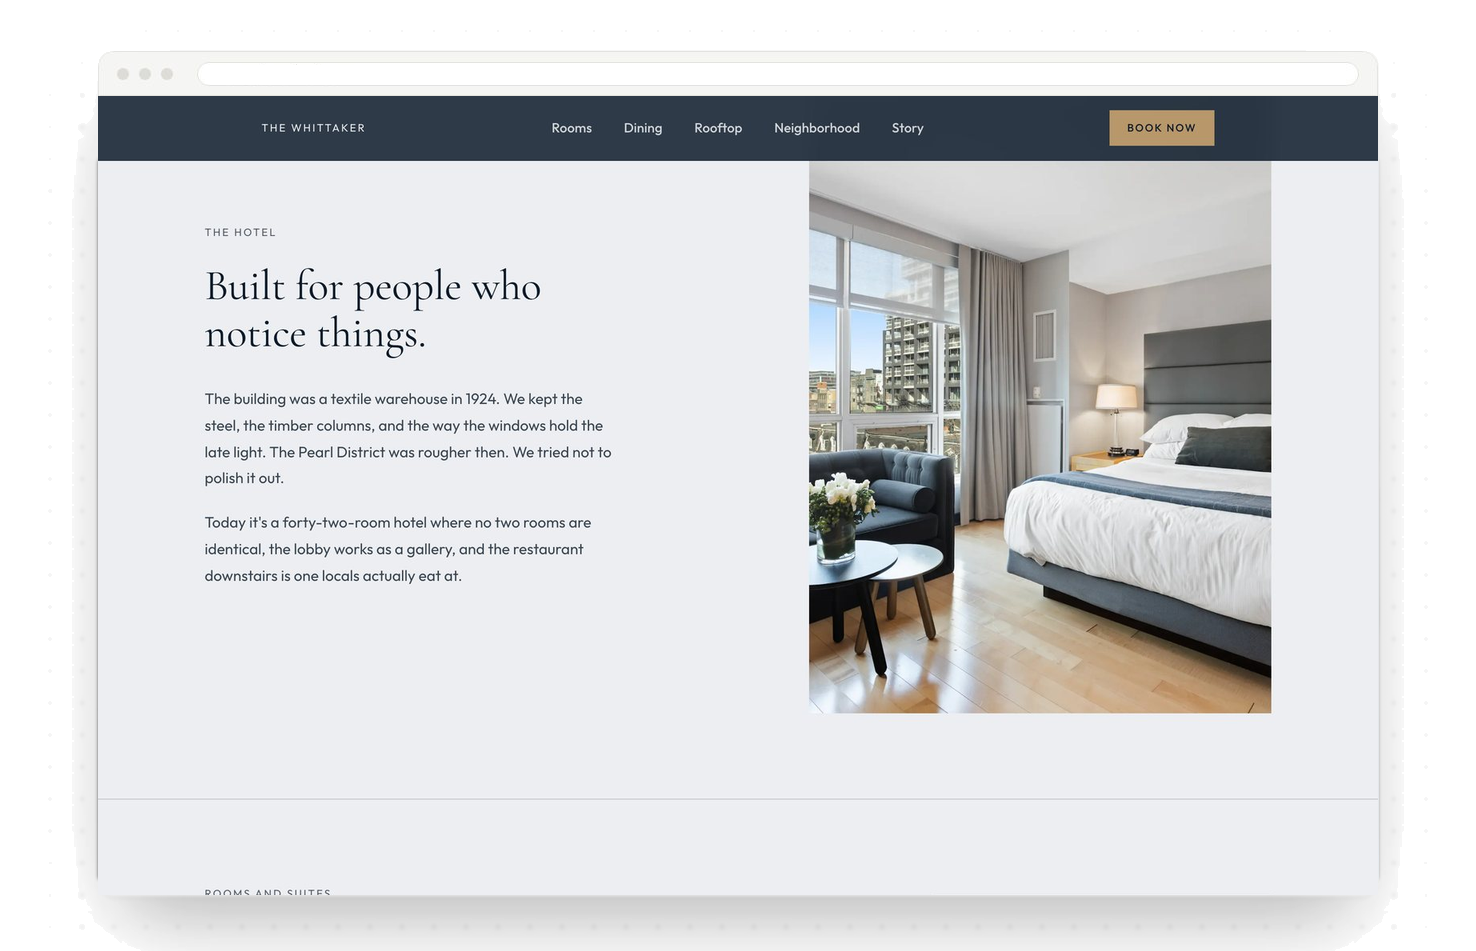 THE WHITTAKER
Rooms
Dining
Rooftop
Neighborhood
Story
BOOK NOW
THE HOTEL
Built for people who
notice things.
The building was a textile warehouse in 1924. We kept the
steel, the timber columns, and the way the windows hold the
late light. The Pearl District was rougher then. We tried not to
polish it out.
Today it's a forty-two-room hotel where no two rooms are
identical, the lobby works as a gallery, and the restaurant
downstairs is one locals actually eat at.
ROOMS AND SUITES